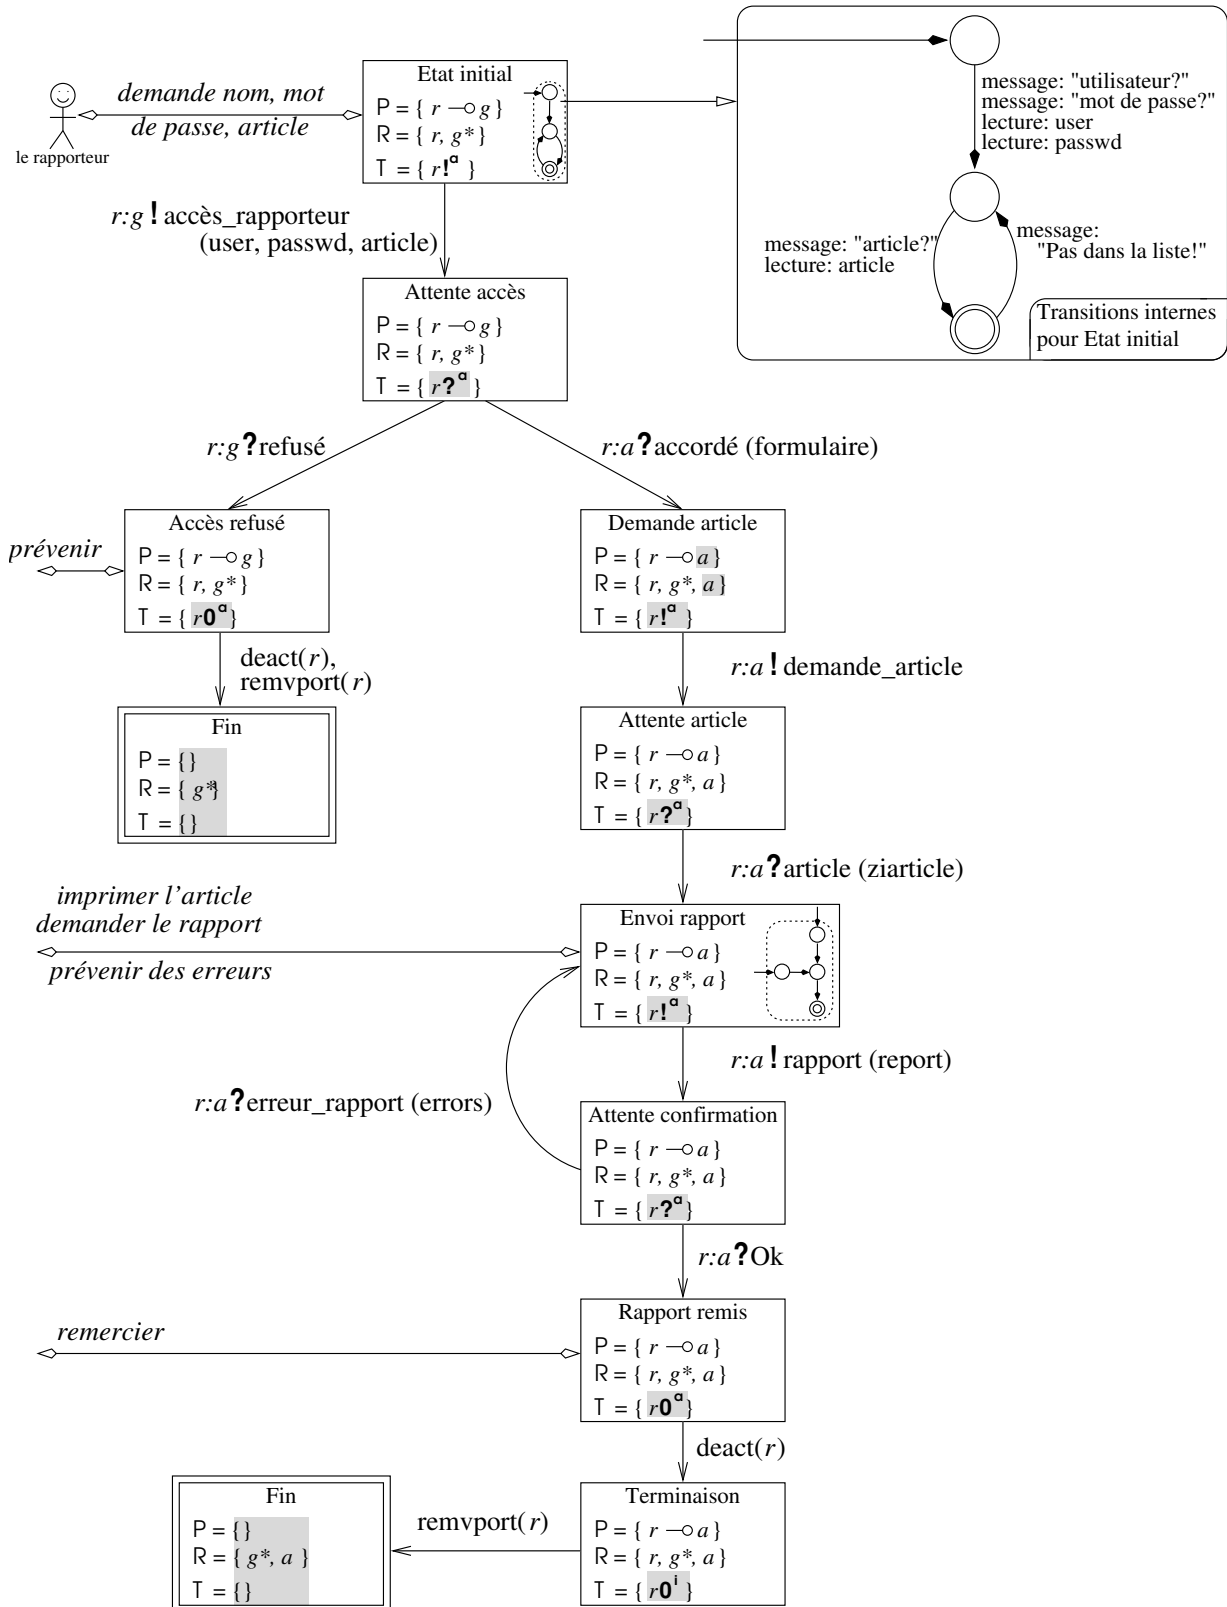 Etat initial
P = { r —o g }
R = { r, g* }
T = { r!ᵃ }
demande nom, mot
de passe, article
le rapporteur
message: "utilisateur?"
message: "mot de passe?"
lecture: user
lecture: passwd
message: "article?"
lecture: article
message:
"Pas dans la liste!"
Transitions internes
pour Etat initial
r:g ! accès_rapporteur
(user, passwd, article)
Attente accès
P = { r —o g }
R = { r, g* }
T = { r?ᵃ }
r:g ? refusé
r:a ? accordé (formulaire)
Accès refusé
P = { r —o g }
R = { r, g* }
T = { r0ᵃ }
prévenir
Demande article
P = { r —o a }
R = { r, g*, a }
T = { r!ᵃ }
deact(r),
remvport(r)
r:a ! demande_article
Fin
P = {}
R = { g* }
T = {}
Attente article
P = { r —o a }
R = { r, g*, a }
T = { r?ᵃ }
r:a ? article (ziarticle)
imprimer l'article
demander le rapport
prévenir des erreurs
Envoi rapport
P = { r —o a }
R = { r, g*, a }
T = { r!ᵃ }
r:a ! rapport (report)
r:a ? erreur_rapport (errors)
Attente confirmation
P = { r —o a }
R = { r, g*, a }
T = { r?ᵃ }
r:a ? Ok
remercier
Rapport remis
P = { r —o a }
R = { r, g*, a }
T = { r0ᵃ }
deact(r)
Terminaison
P = { r —o a }
R = { r, g*, a }
T = { r0ⁱ }
remvport(r)
Fin
P = {}
R = { g*, a }
T = {}